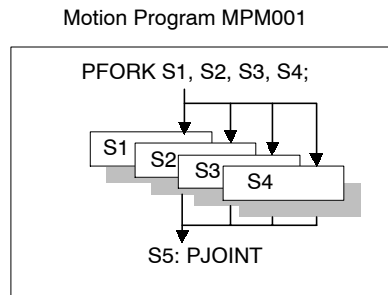 Motion Program MPM001
PFORK S1, S2, S3, S4;
S1
S2
S3
S4
S5: PJOINT